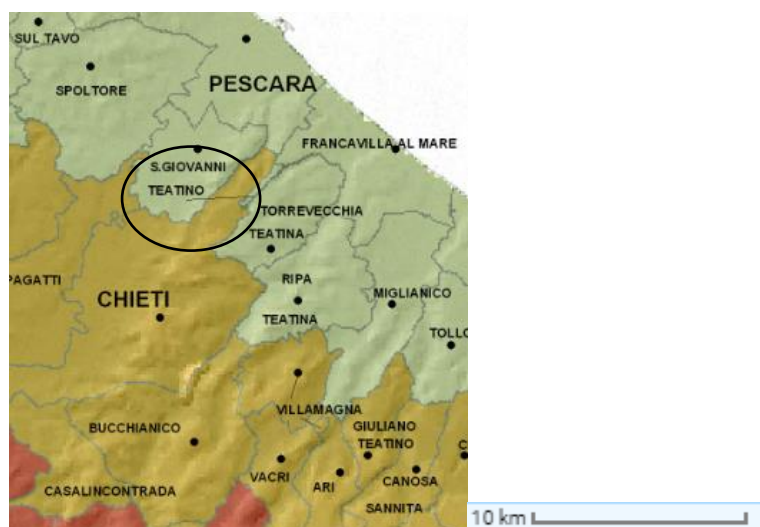 SUL TAVO
SPOLTORE
PESCARA
FRANCAVILLA AL MARE
S.GIOVANNI
TEATINO
TORREVECCHIA
TEATINA
PAGATTI
CHIETI
RIPA
TEATINA
MIGLIANICO
TOLLO
VILLAMAGNA
BUCCHIANICO
GIULIANO
TEATINO
C
VACRI
ARI
CANOSA
SANNITA
CASALINCONTRADA
10 km